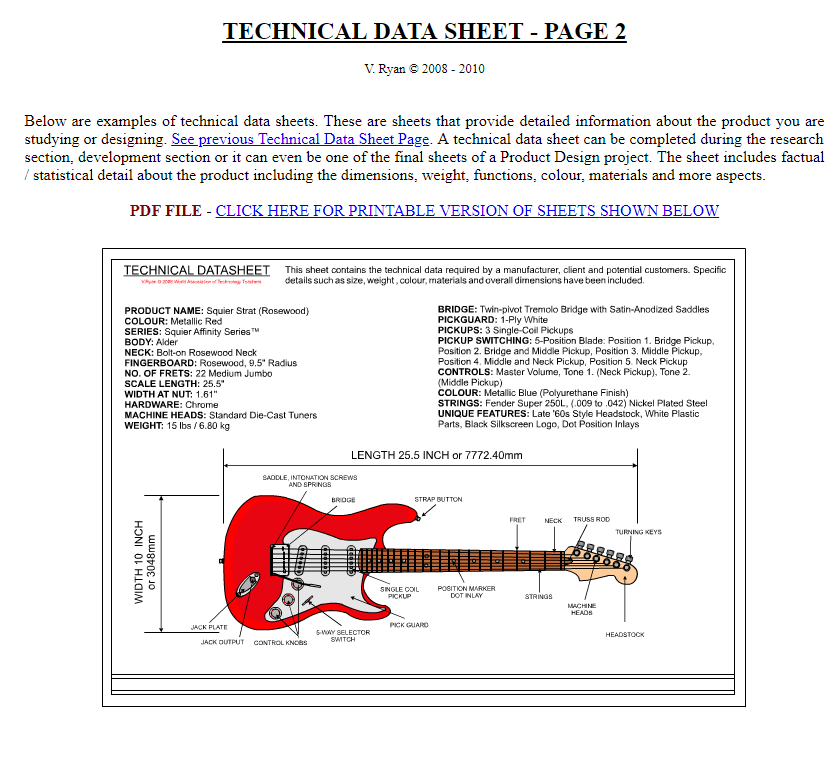 TECHNICAL DATA SHEET - PAGE 2
V. Ryan © 2008 - 2010
Below are examples of technical data sheets. These are sheets that provide detailed information about the product you are
studying or designing. See previous Technical Data Sheet Page. A technical data sheet can be completed during the research
section, development section or it can even be one of the final sheets of a Product Design project. The sheet includes factual
/ statistical detail about the product including the dimensions, weight, functions, colour, materials and more aspects.
PDF FILE - CLICK HERE FOR PRINTABLE VERSION OF SHEETS SHOWN BELOW
TECHNICAL DATASHEET
V.Ryan © 2008 World Association of Technology Teachers
This sheet contains the technical data required by a manufacturer, client and potential customers. Specific
details such as size, weight , colour, materials and overall dimensions have been included.
PRODUCT NAME: Squier Strat (Rosewood)
COLOUR: Metallic Red
SERIES: Squier Affinity Series™
BODY: Alder
NECK: Bolt-on Rosewood Neck
FINGERBOARD: Rosewood, 9.5" Radius
NO. OF FRETS: 22 Medium Jumbo
SCALE LENGTH: 25.5"
WIDTH AT NUT: 1.61"
HARDWARE: Chrome
MACHINE HEADS: Standard Die-Cast Tuners
WEIGHT: 15 lbs / 6.80 kg
BRIDGE: Twin-pivot Tremolo Bridge with Satin-Anodized Saddles
PICKGUARD: 1-Ply White
PICKUPS: 3 Single-Coil Pickups
PICKUP SWITCHING: 5-Position Blade: Position 1. Bridge Pickup,
Position 2. Bridge and Middle Pickup, Position 3. Middle Pickup,
Position 4. Middle and Neck Pickup, Position 5. Neck Pickup
CONTROLS: Master Volume, Tone 1. (Neck Pickup), Tone 2.
(Middle Pickup)
COLOUR: Metallic Blue (Polyurethane Finish)
STRINGS: Fender Super 250L, (.009 to .042) Nickel Plated Steel
UNIQUE FEATURES: Late '60s Style Headstock, White Plastic
Parts, Black Silkscreen Logo, Dot Position Inlays
LENGTH 25.5 INCH or 7772.40mm
WIDTH 10 INCH
or 3048mm
SADDLE, INTONATION SCREWS
AND SPRINGS
BRIDGE
STRAP BUTTON
FRET
NECK
TRUSS ROD
TURNING KEYS
SINGLE COIL
PICKUP
POSITION MARKER
DOT INLAY
STRINGS
MACHINE
HEADS
HEADSTOCK
JACK PLATE
JACK OUTPUT
CONTROL KNOBS
5-WAY SELECTOR
SWITCH
PICK GUARD